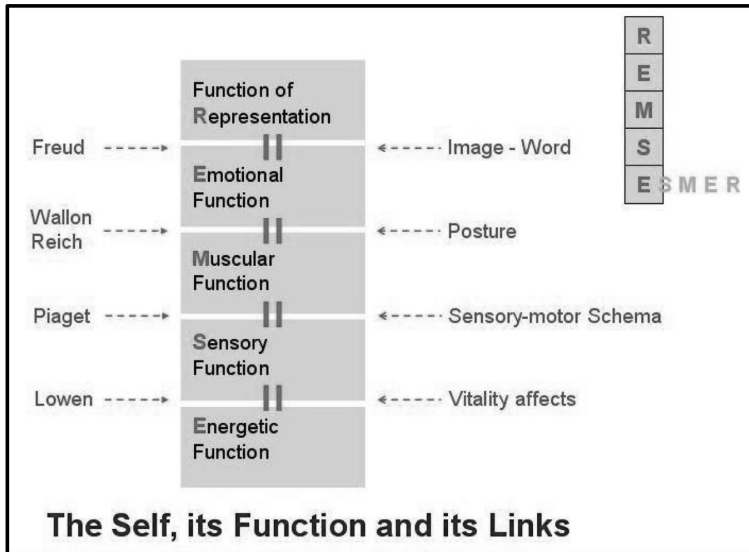 R
E
M
S
E S M E R
Function of
Representation
Freud
Image - Word
Emotional
Function
Wallon
Reich
Posture
Muscular
Function
Piaget
Sensory-motor Schema
Sensory
Function
Lowen
Vitality affects
Energetic
Function
The Self, its Function and its Links